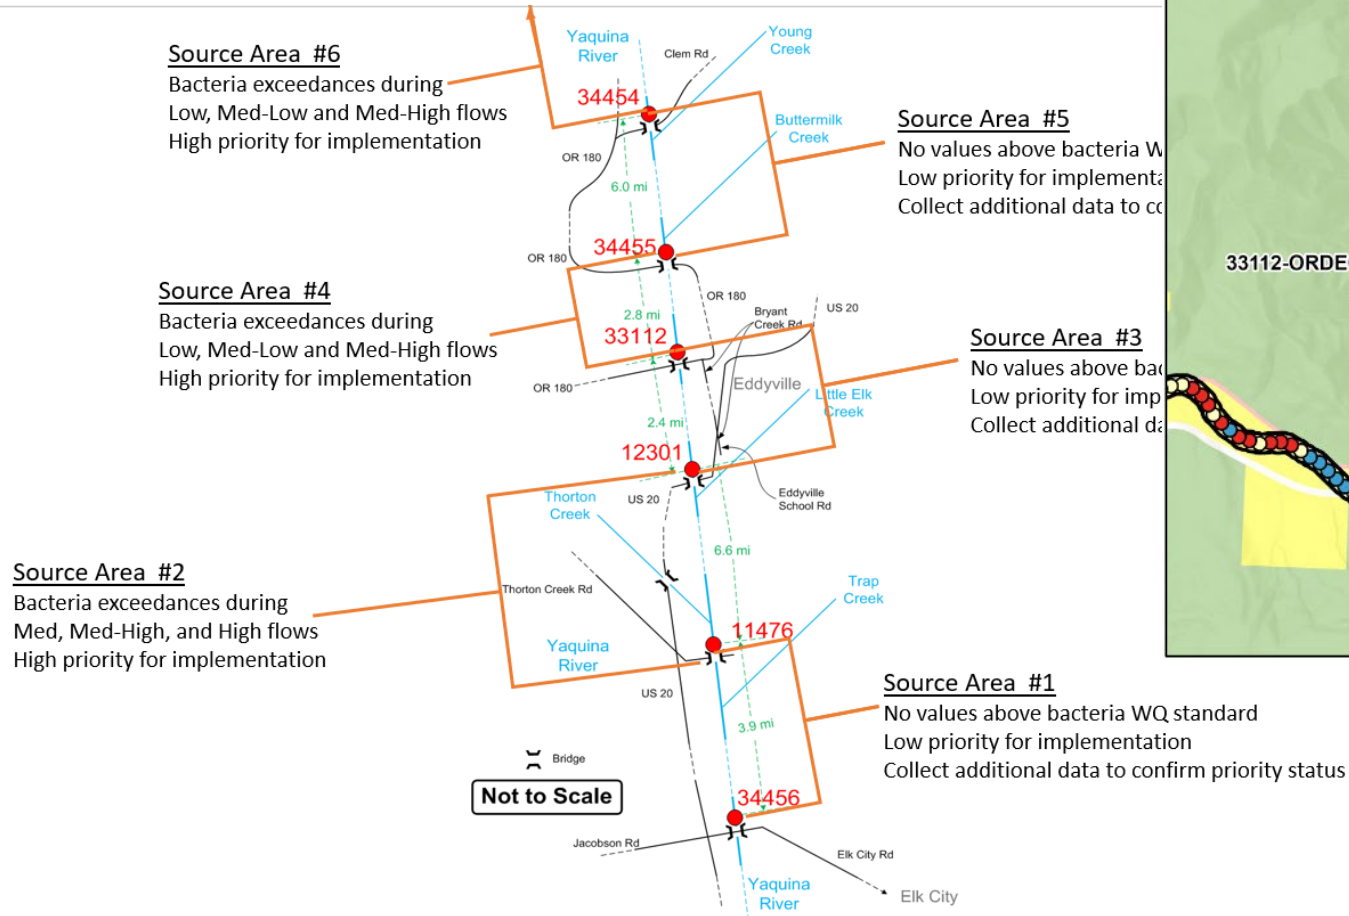 Source Area #6
Bacteria exceedances during
Low, Med-Low and Med-High flows
High priority for implementation
Yaquina
River
Clem Rd
Young
Creek
34454
Buttermilk
Creek
OR 180
6.0 mi
Source Area #5
No values above bacteria
Low priority for
Collect additional data to
34455
OR 180
Source Area #4
Bacteria exceedances during
Low, Med-Low and Med-High flows
High priority for implementation
OR 180
2.8 mi
Bryant
Creek Rd
US 20
33112
33112-ORDE
Source Area #3
No values above
Low priority for
Collect additional
OR 180
Eddyville
Little Elk
Creek
2.4 mi
12301
US 20
Eddyville
School Rd
Thorton
Creek
6.6 mi
Source Area #2
Bacteria exceedances during
Med, Med-High, and High flows
High priority for implementation
Thorton Creek Rd
Trap
Creek
11476
Yaquina
River
US 20
3.9 mi
Source Area #1
No values above bacteria WQ standard
Low priority for implementation
Collect additional data to confirm priority status
Bridge
Not to Scale
34456
Jacobson Rd
Elk City Rd
Elk City
Yaquina
River